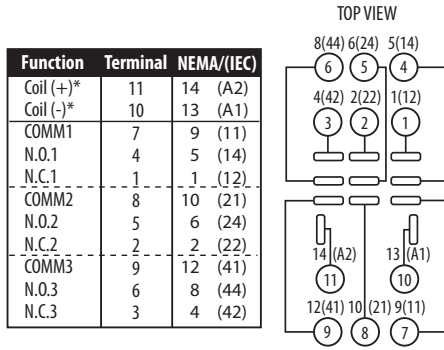 Function Terminal NEMA/(IEC)
Coil (+)* 11 14 (A2)
Coil (-)* 10 13 (A1)
COMM1 7 9 (11)
N.O.1 4 5 (14)
N.C.1 1 1 (12)
COMM2 8 10 (21)
N.O.2 5 6 (24)
N.C.2 2 2 (22)
COMM3 9 12 (41)
N.O.3 6 8 (44)
N.C.3 3 4 (42)
TOP VIEW
8(44) 6(24) 5(14)
6 5 4
4(42) 2(22) 1(12)
3 2 1
14 (A2) 13 (A1)
11 10
12(41) 10 (21) 9(11)
9 8 7